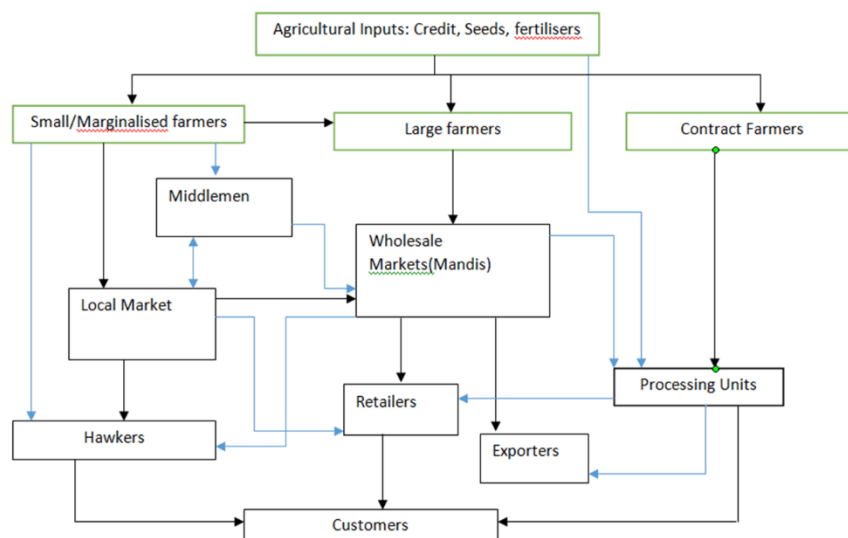 Agricultural Inputs: Credit, Seeds, fertilisers
Small/Marginalised farmers
Large farmers
Contract Farmers
Middlemen
Wholesale
Markets(Mandis)
Local Market
Processing Units
Retailers
Hawkers
Exporters
Customers